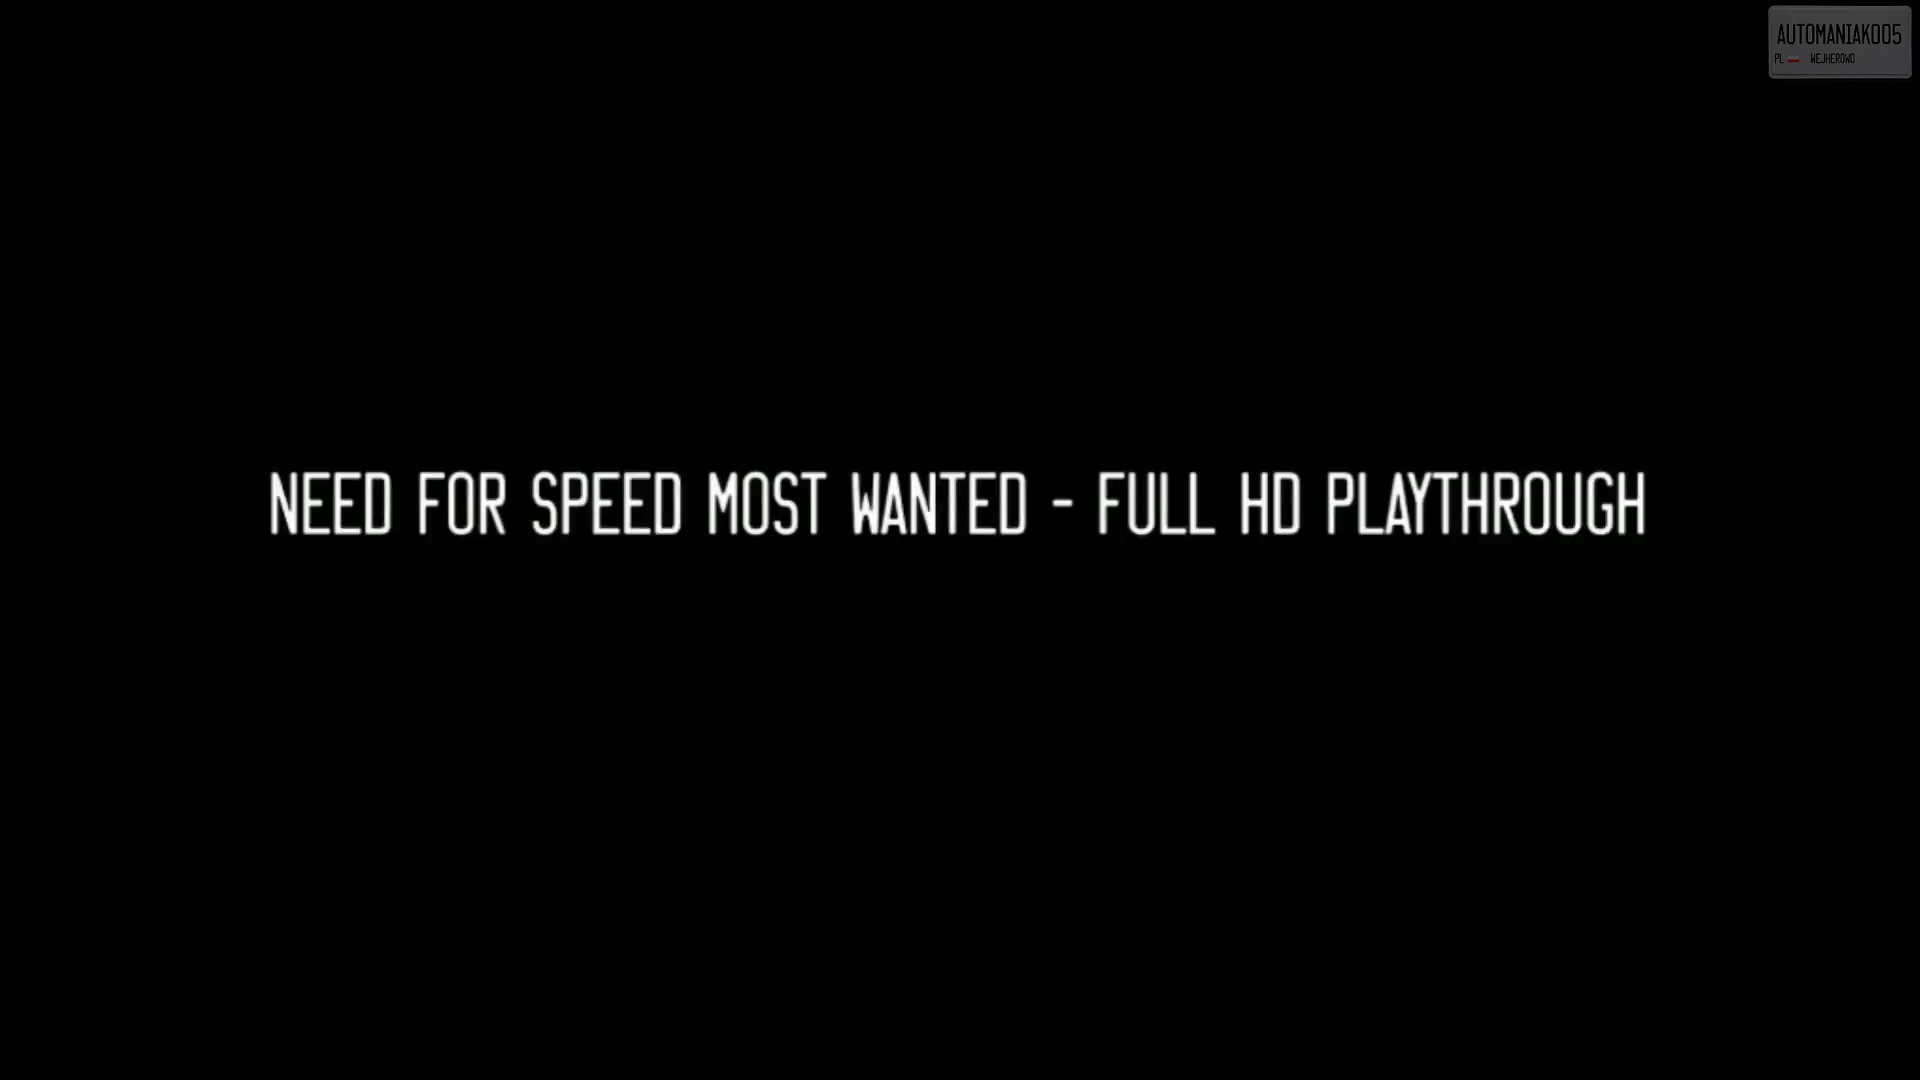 AUTOMANIAK005
PL WEJHEROWO
NEED FOR SPEED MOST WANTED - FULL HD PLAYTHROUGH